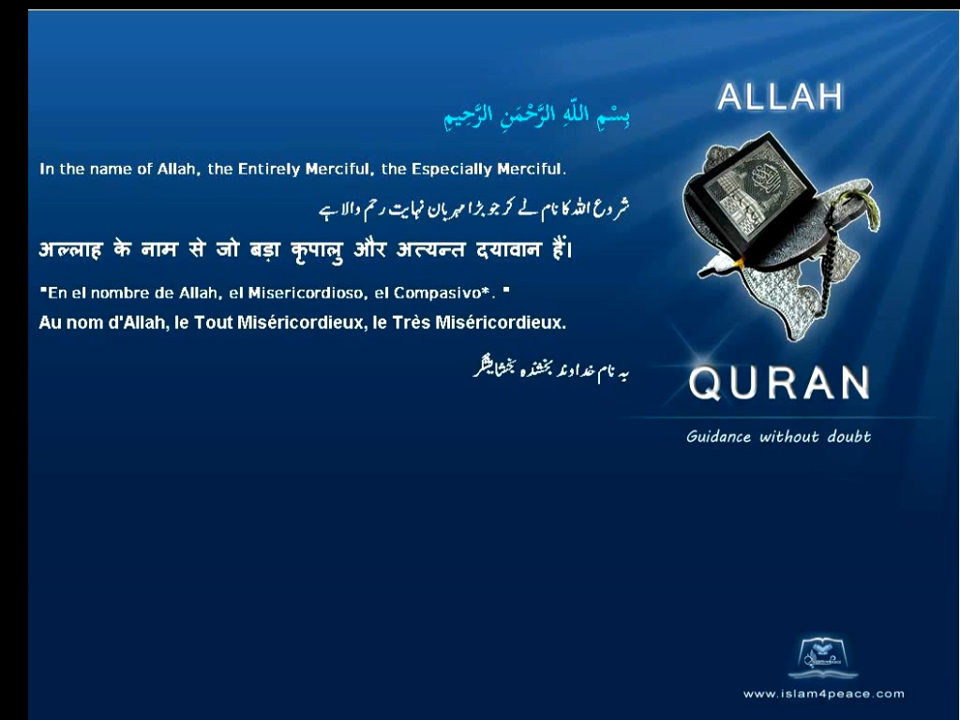 بِسْمِ اللّهِ الرَّحْمَنِ الرَّحِيمِ
In the name of Allah, the Entirely Merciful, the Especially Merciful.
شروع اللہ کا نام لے کر جو بڑا مہربان نہایت رحم والا ہے
अल्लाह के नाम से जो बड़ा कृपालु और अत्यन्त दयावान हैं।
"En el nombre de Allah, el Misericordioso, el Compasivo*. "
Au nom d'Allah, le Tout Miséricordieux, le Très Miséricordieux.
به نام خداوند بخشنده بخشایشگر
ALLAH
QURAN
Guidance without doubt
www.islam4peace.com